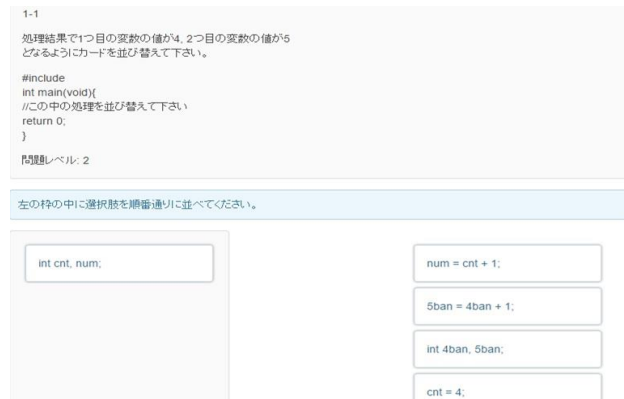 1-1
処理結果で1つ目の変数の値が4, 2つ目の変数の値が5
となるようにカードを並び替えて下さい。
#include
int main(void){
//この中の処理を並び替えて下さい
return 0;
}
問題レベル: 2
左の枠の中に選択肢を順番通りに並べてください。
int cnt, num;
num = cnt + 1;
5ban = 4ban + 1;
int 4ban, 5ban;
cnt = 4;